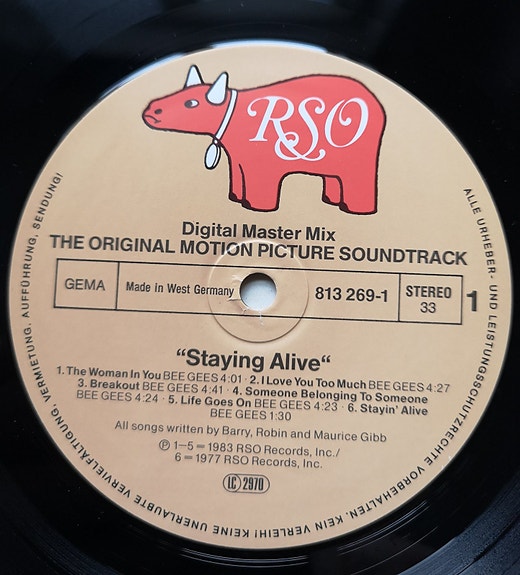 RSO
Digital Master Mix
THE ORIGINAL MOTION PICTURE SOUNDTRACK
GEMA
Made in West Germany
813 269-1
STEREO
33
1
“Staying Alive“
1. The Woman In You BEE GEES 4:01 · 2. I Love You Too Much BEE GEES 4:27
3. Breakout BEE GEES 4:41 · 4. Someone Belonging To Someone
BEE GEES 4:24 · 5. Life Goes On BEE GEES 4:23 · 6. Stayin' Alive
BEE GEES 1:30
All songs written by Barry, Robin and Maurice Gibb
Ⓟ 1–5 = 1983 RSO Records, Inc./
6 = 1977 RSO Records, Inc.
LC 2970
ALLE URHEBER- UND LEISTUNGSSCHUTZRECHTE VORBEHALTEN. KEIN VERLEIH! KEINE UNERLAUBTE VERVIELFÄLTIGUNG, VERMIETUNG, AUFFÜHRUNG, SENDUNG!